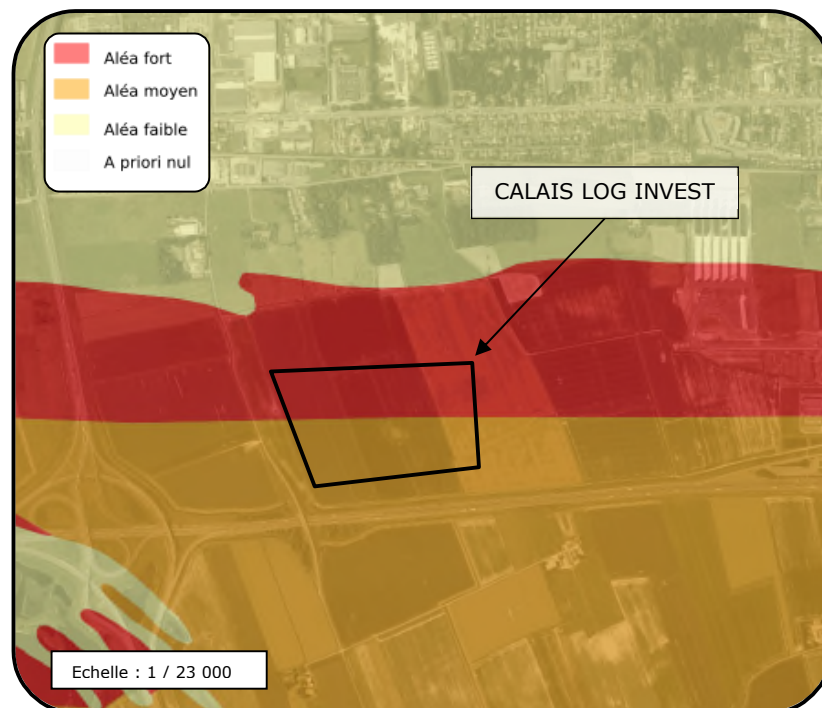 Aléa fort
Aléa moyen
Aléa faible
A priori nul
CALAIS LOG INVEST
Echelle : 1 / 23 000